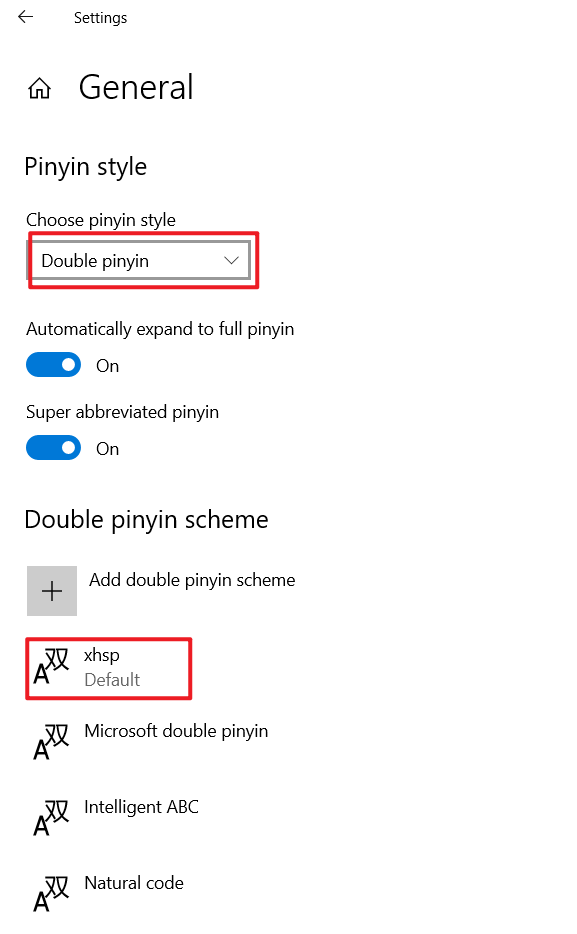 Settings
General
Pinyin style
Choose pinyin style
Double pinyin
Automatically expand to full pinyin
On
Super abbreviated pinyin
On
Double pinyin scheme
Add double pinyin scheme
A双 xhsp
Default
A双 Microsoft double pinyin
A双 Intelligent ABC
A双 Natural code